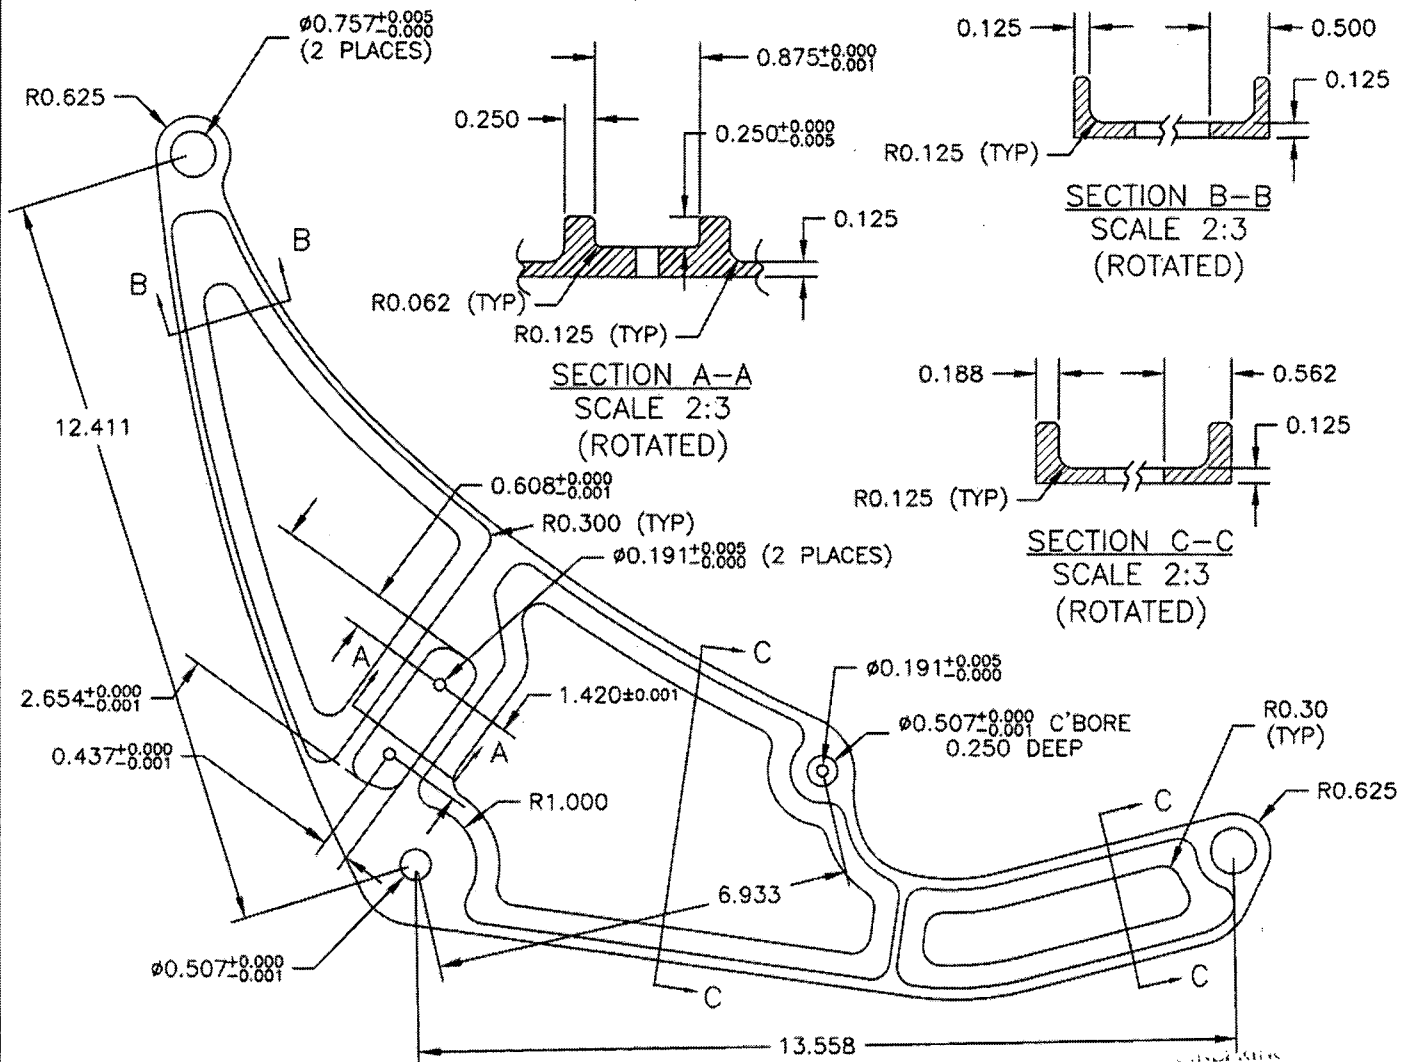 ø0.757+0.005
-0.000
(2 PLACES)
R0.625
0.250
0.875+0.000
-0.001
0.250+0.000
-0.005
0.125
R0.062 (TYP)
R0.125 (TYP)
SECTION A-A
SCALE 2:3
(ROTATED)
0.125
0.500
0.125
R0.125 (TYP)
SECTION B-B
SCALE 2:3
(ROTATED)
0.188
0.562
0.125
R0.125 (TYP)
SECTION C-C
SCALE 2:3
(ROTATED)
B
B
12.411
0.608+0.000
-0.001
R0.300 (TYP)
ø0.191+0.005
-0.000 (2 PLACES)
A
C
ø0.191+0.005
-0.000
2.654+0.000
-0.001
1.420±0.001
ø0.507+0.000
-0.001 C'BORE
0.250 DEEP
R0.30
(TYP)
0.437+0.000
-0.001
A
R1.000
C
R0.625
6.933
ø0.507+0.000
-0.001
C
C
13.558